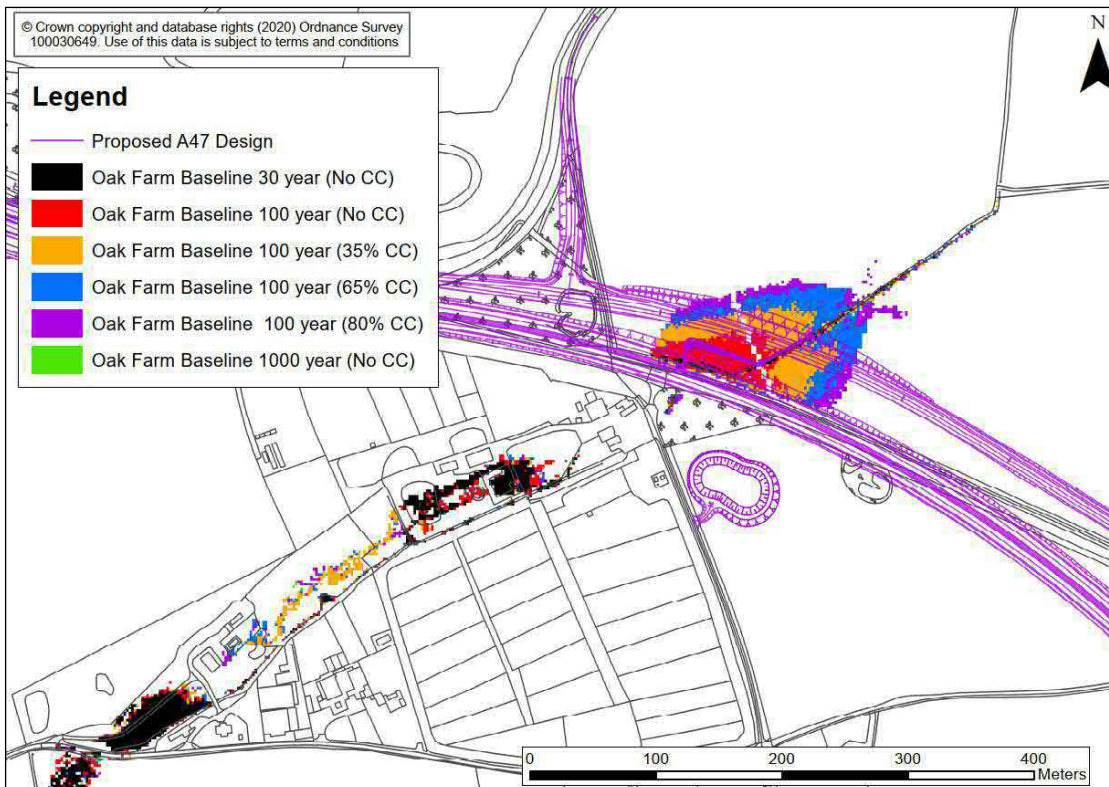 © Crown copyright and database rights (2020) Ordnance Survey
100030649. Use of this data is subject to terms and conditions
N
Legend
Proposed A47 Design
Oak Farm Baseline 30 year (No CC)
Oak Farm Baseline 100 year (No CC)
Oak Farm Baseline 100 year (35% CC)
Oak Farm Baseline 100 year (65% CC)
Oak Farm Baseline  100 year (80% CC)
Oak Farm Baseline 1000 year (No CC)
0 100 200 300 400
Meters